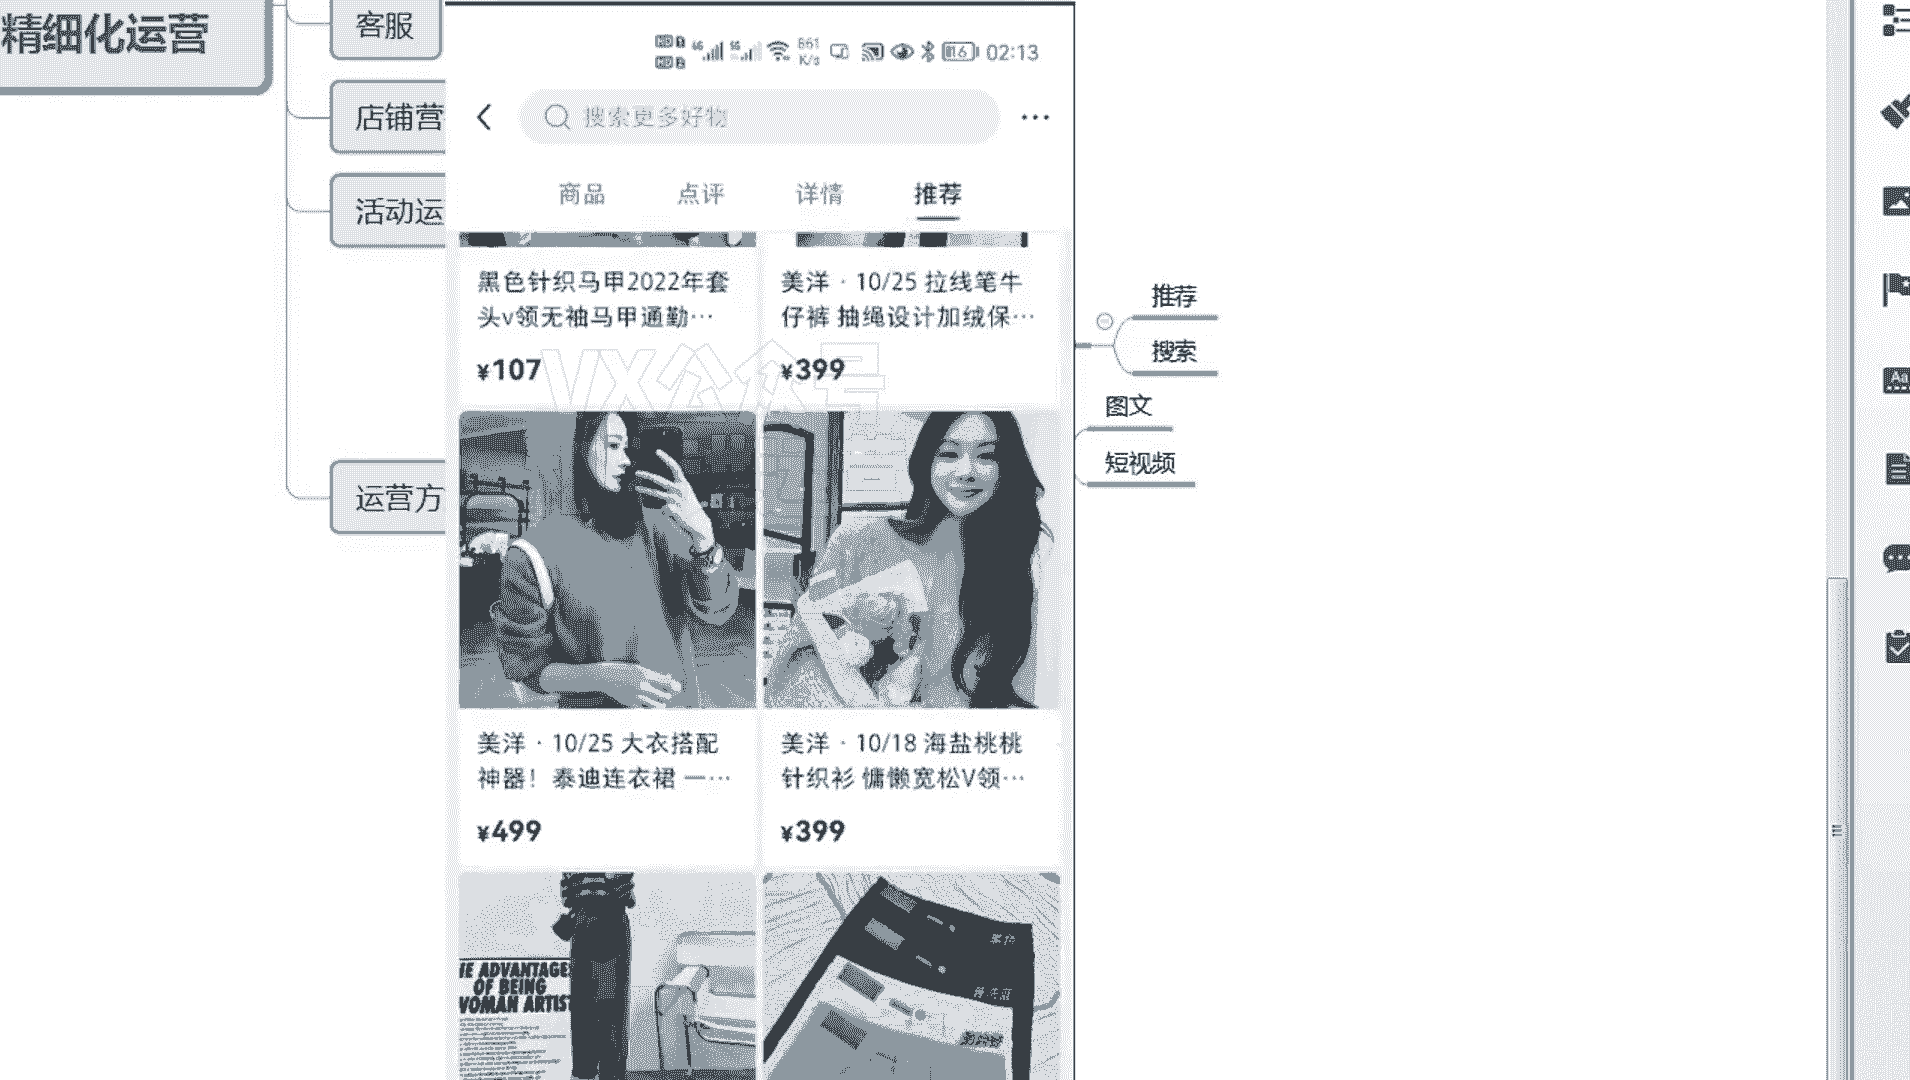 精细化运营
客服
店铺营
活动运
运营方
861
K/s
16
02:13
搜索更多好物
商品
点评
详情
推荐
黑色针织马甲2022年套
头v领无袖马甲通勤…
¥107
美洋 · 10/25 拉线笔牛
仔裤 抽绳设计加绒保…
¥399
VX公众号
美洋 · 10/25 大衣搭配
神器！泰迪连衣裙 一…
¥499
美洋 · 10/18 海盐桃桃
针织衫 慵懒宽松V领…
¥399
HE ADVANTAGE
OF BEING
WOMAN ARTIST
推荐
搜索
图文
短视频
Aa